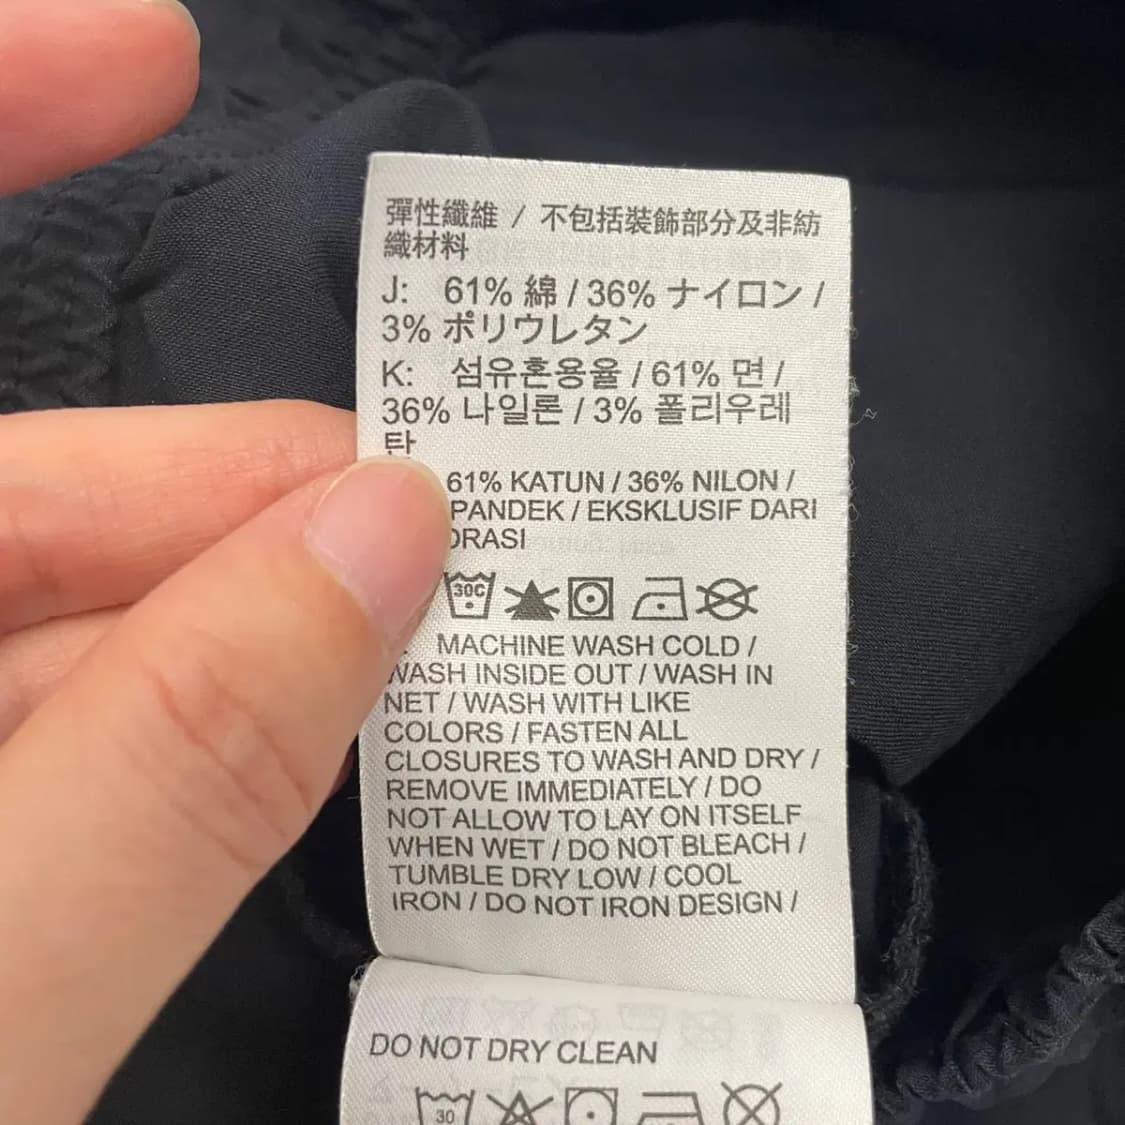 彈性纖維 / 不包括裝飾部分及非紡
織材料
J: 61% 綿 / 36% ナイロン /
3% ポリウレタン
K: 섬유혼용율 / 61% 면 /
36% 나일론 / 3% 폴리우레
탄
61% KATUN / 36% NILON /
PANDEK / EKSKLUSIF DARI
ORASI
30C
MACHINE WASH COLD /
WASH INSIDE OUT / WASH IN
NET / WASH WITH LIKE
COLORS / FASTEN ALL
CLOSURES TO WASH AND DRY /
REMOVE IMMEDIATELY / DO
NOT ALLOW TO LAY ON ITSELF
WHEN WET / DO NOT BLEACH /
TUMBLE DRY LOW / COOL
IRON / DO NOT IRON DESIGN /
DO NOT DRY CLEAN
30